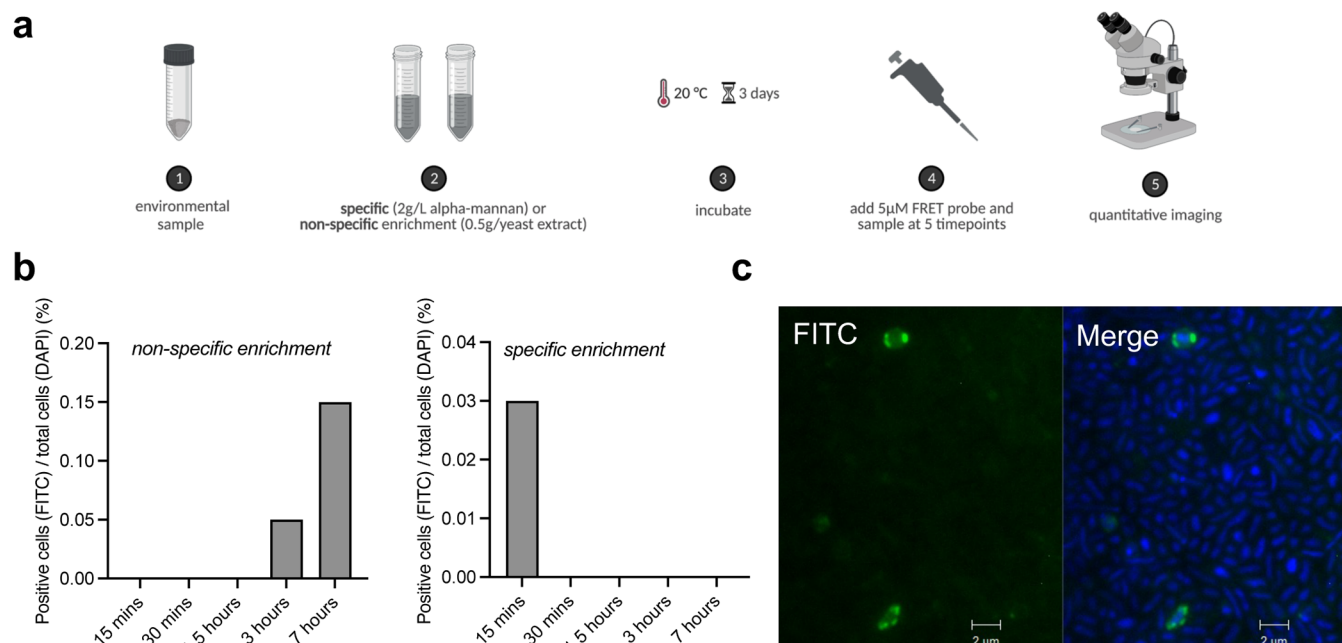 a
20 °C 3 days
1
2
3
4
5
environmental
sample
specific (2g/L alpha-mannan) or
non-specific enrichment (0.5g/yeast extract)
incubate
add 5µM FRET probe and
sample at 5 timepoints
quantitative imaging
b
Positive cells (FITC) / total cells (DAPI) (%)
0.20
0.15
0.10
0.05
0.00
non-specific enrichment
15 mins
30 mins
.5 hours
3 hours
7 hours
Positive cells (FITC) / total cells (DAPI) (%)
0.04
0.03
0.02
0.01
0.00
specific enrichment
15 mins
30 mins
.5 hours
3 hours
7 hours
c
FITC
Merge
2 µm
2 µm